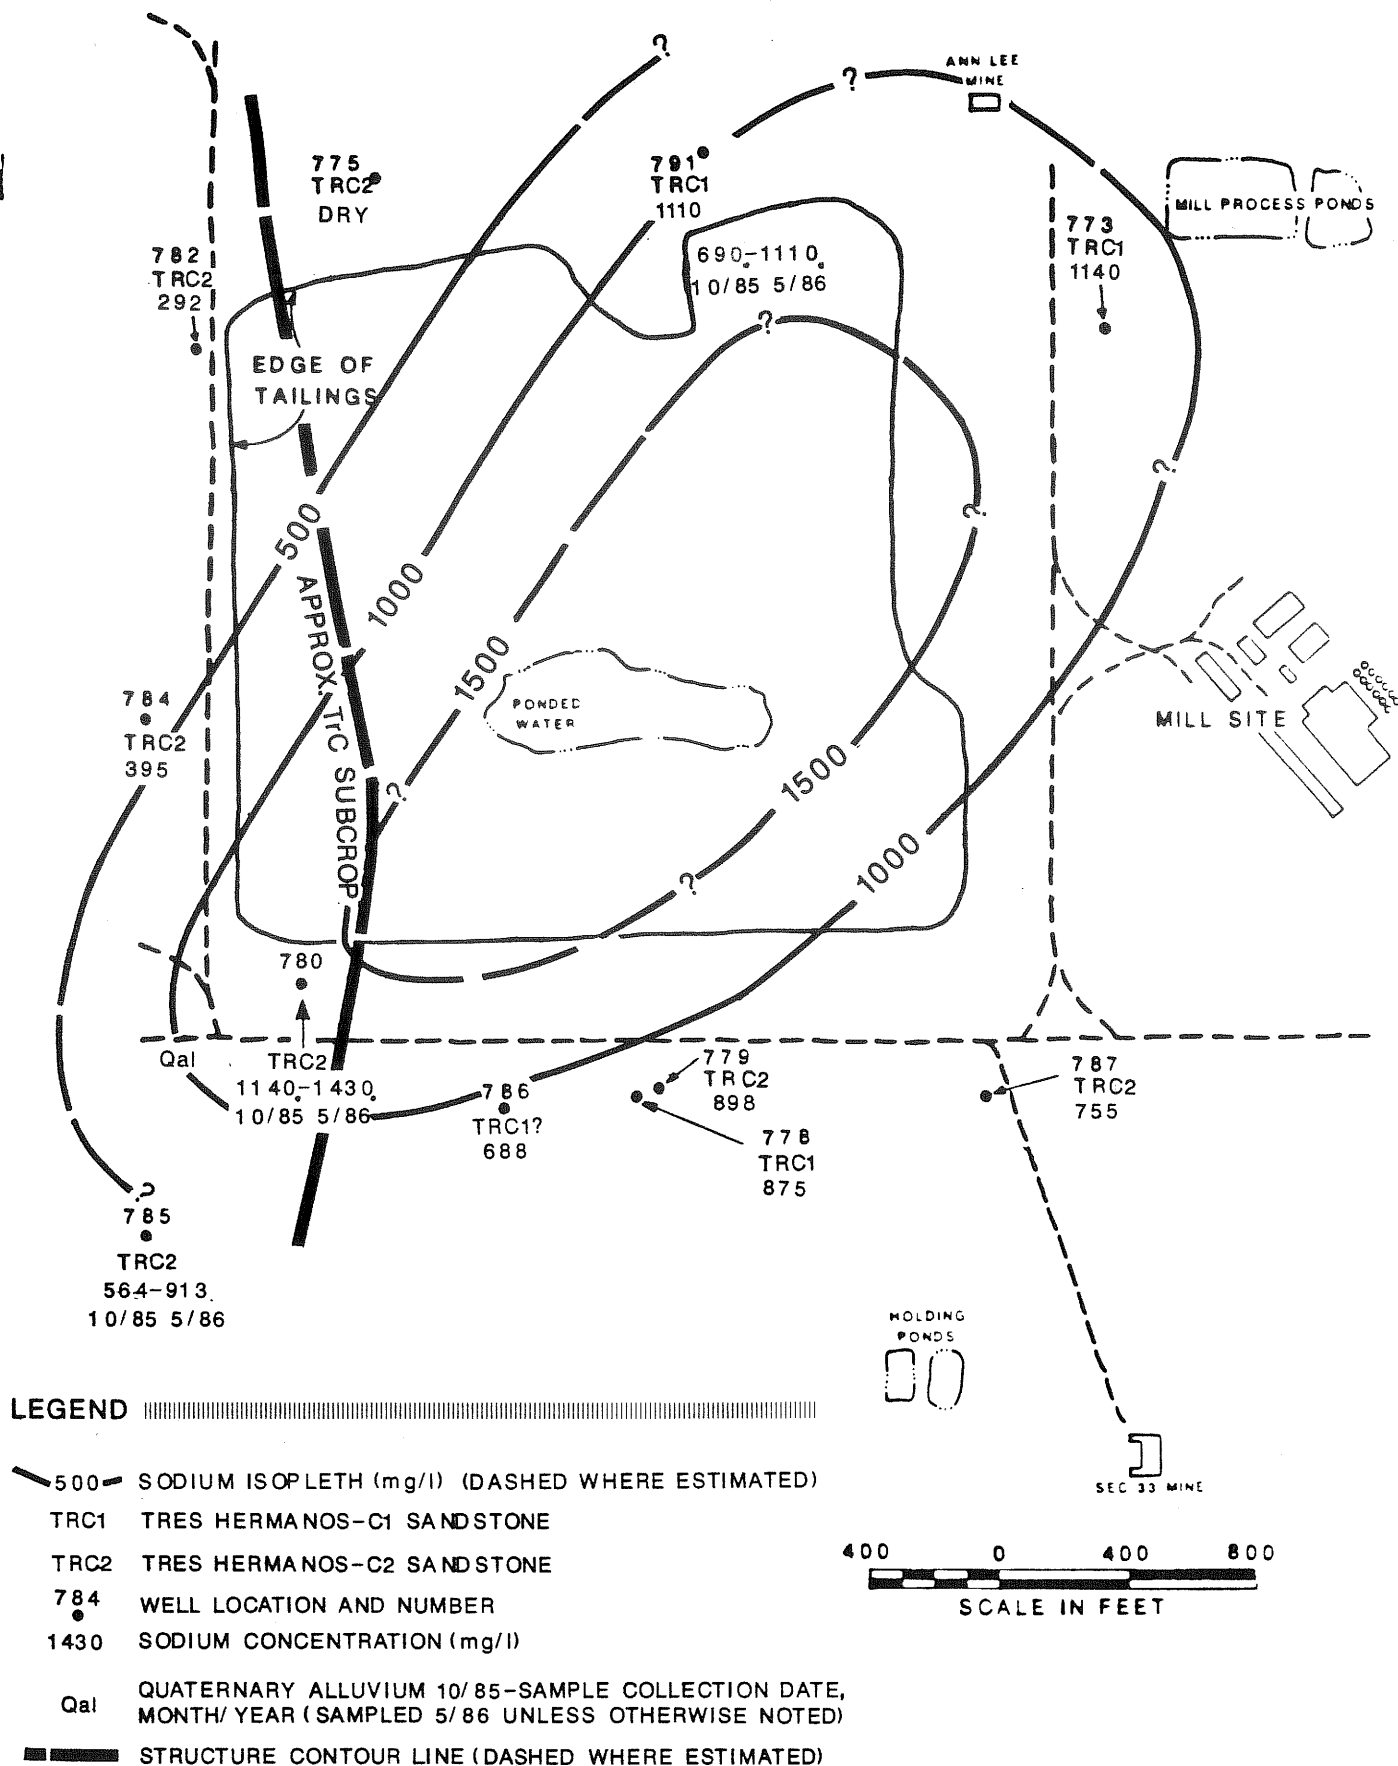 ?
ANN LEE
MINE
?
775
TRC2
DRY
791
TRC1
1110
MILL PROCESS PONDS
773
TRC1
1140
782
TRC2
292
690-1110
10/85 5/86
?
EDGE OF
TAILINGS
?
?
500
1000
APPROX. TrC SUBCROP
1500
PONDED
WATER
784
TRC2
395
MILL SITE
?
1500
1000
?
780
Qal
TRC2
1140-1430
10/85 5/86
786
TRC1?
688
779
TRC2
898
787
TRC2
755
778
TRC1
875
?
785
TRC2
564-913
10/85 5/86
HOLDING
PONDS
SEC 33 MINE
LEGEND
500 SODIUM ISOPLETH (mg/l) (DASHED WHERE ESTIMATED)
TRC1 TRES HERMANOS-C1 SANDSTONE
TRC2 TRES HERMANOS-C2 SANDSTONE
784 WELL LOCATION AND NUMBER
1430 SODIUM CONCENTRATION (mg/l)
Qal QUATERNARY ALLUVIUM 10/85-SAMPLE COLLECTION DATE,
MONTH/YEAR (SAMPLED 5/86 UNLESS OTHERWISE NOTED)
STRUCTURE CONTOUR LINE (DASHED WHERE ESTIMATED)
400 0 400 800
SCALE IN FEET